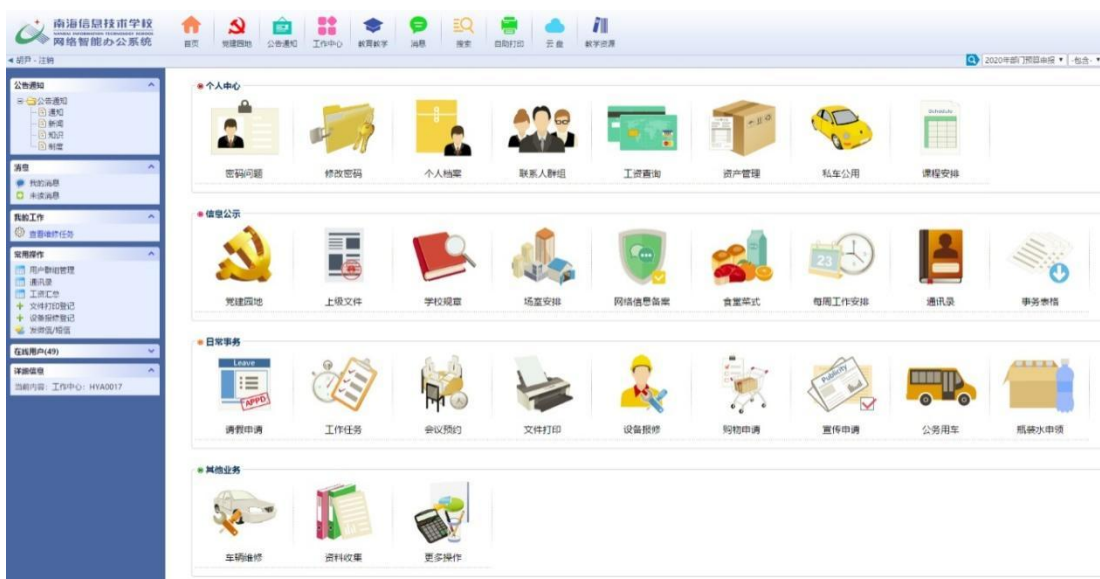 南海信息技术学校
NANHAI INFORMATION TECHNOLOGY SCHOOL
网络智能办公系统
首页 党建园地 公告通知 工作中心 教育教学 消息 搜索 自助打印 云盘 教学资源
胡尹 - 注销
2020年部门预算申报 -包含-
公告通知
公告通知
通知
新闻
知识
制度
消息
我的消息
未读消息
我的工作
查看维修任务
常用操作
用户群组管理
通讯录
工资汇总
文件打印登记
设备报修登记
发微信/短信
在线用户(49)
详细信息
当前内容: 工作中心: HYA0017
个人中心
密码问题 修改密码 个人档案 联系人群组 工资查询 资产管理 私车公用 课程安排
信息公示
23
党建园地 上级文件 学校规章 场室安排 网络信息备案 食堂菜式 每周工作安排 通讯录 事务表格
日常事务
Leave
APPD
Publicity
请假申请 工作任务 会议预约 文件打印 设备报修 购物申请 宣传申请 公务用车 瓶装水申领
其他业务
车辆维修 资料收集 更多操作